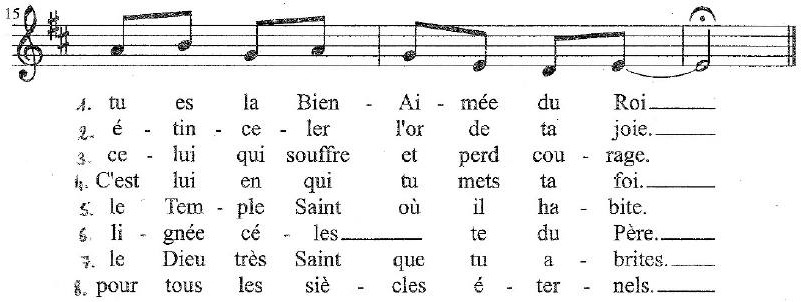 15
1. tu es la Bien - Ai - mée du Roi
2. é - tin - ce - ler l'or de ta joie.
3. ce - lui qui souffre et perd cou - rage.
4. C'est lui en qui tu mets ta foi.
5. le Tem - ple Saint où il ha - bite.
6. li - gnée cé - les te du Père.
7. le Dieu très Saint que tu a - brites.
8. pour tous les siè - cles é - ter - nels.